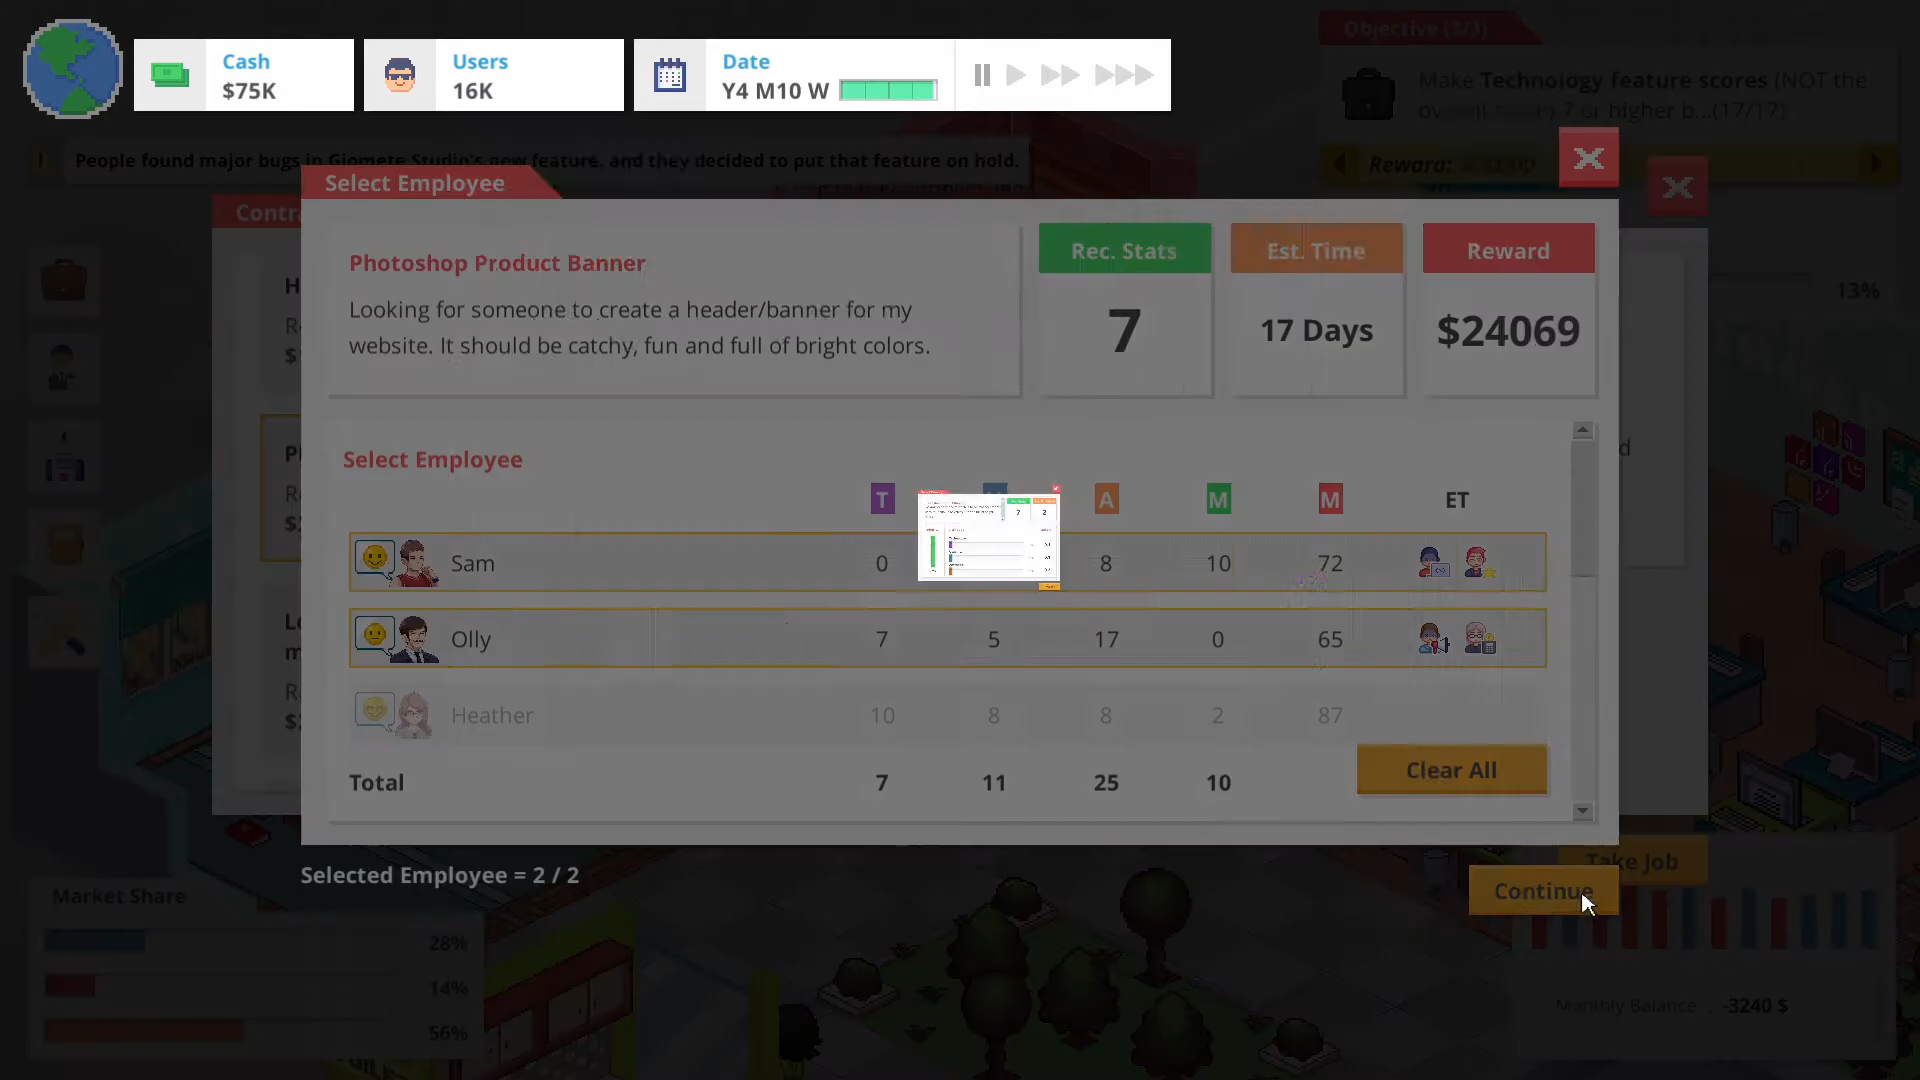 Cash
$75K
Users
16K
Date
Y4 M10 W
Objective (3/3)
Make Technology feature scores (NOT the
Reward:
People found major bugs in Giomete Studio's new feature, and they decided to put that feature on hold.
Select Employee
Contr
Photoshop Product Banner
Looking for someone to create a header/banner for my
website. It should be catchy, fun and full of bright colors.
Rec. Stats
7
Est. Time
17 Days
Reward
$24069
13%
Select Employee
T A M M ET
Sam 0 8 10 72
Olly 7 5 17 0 65
Heather 10 8 8 2 87
Total 7 11 25 10
Clear All
Selected Employee = 2 / 2
Take Job
Continue
Market Share
28%
14%
56%
Monthly Balance -3240 $